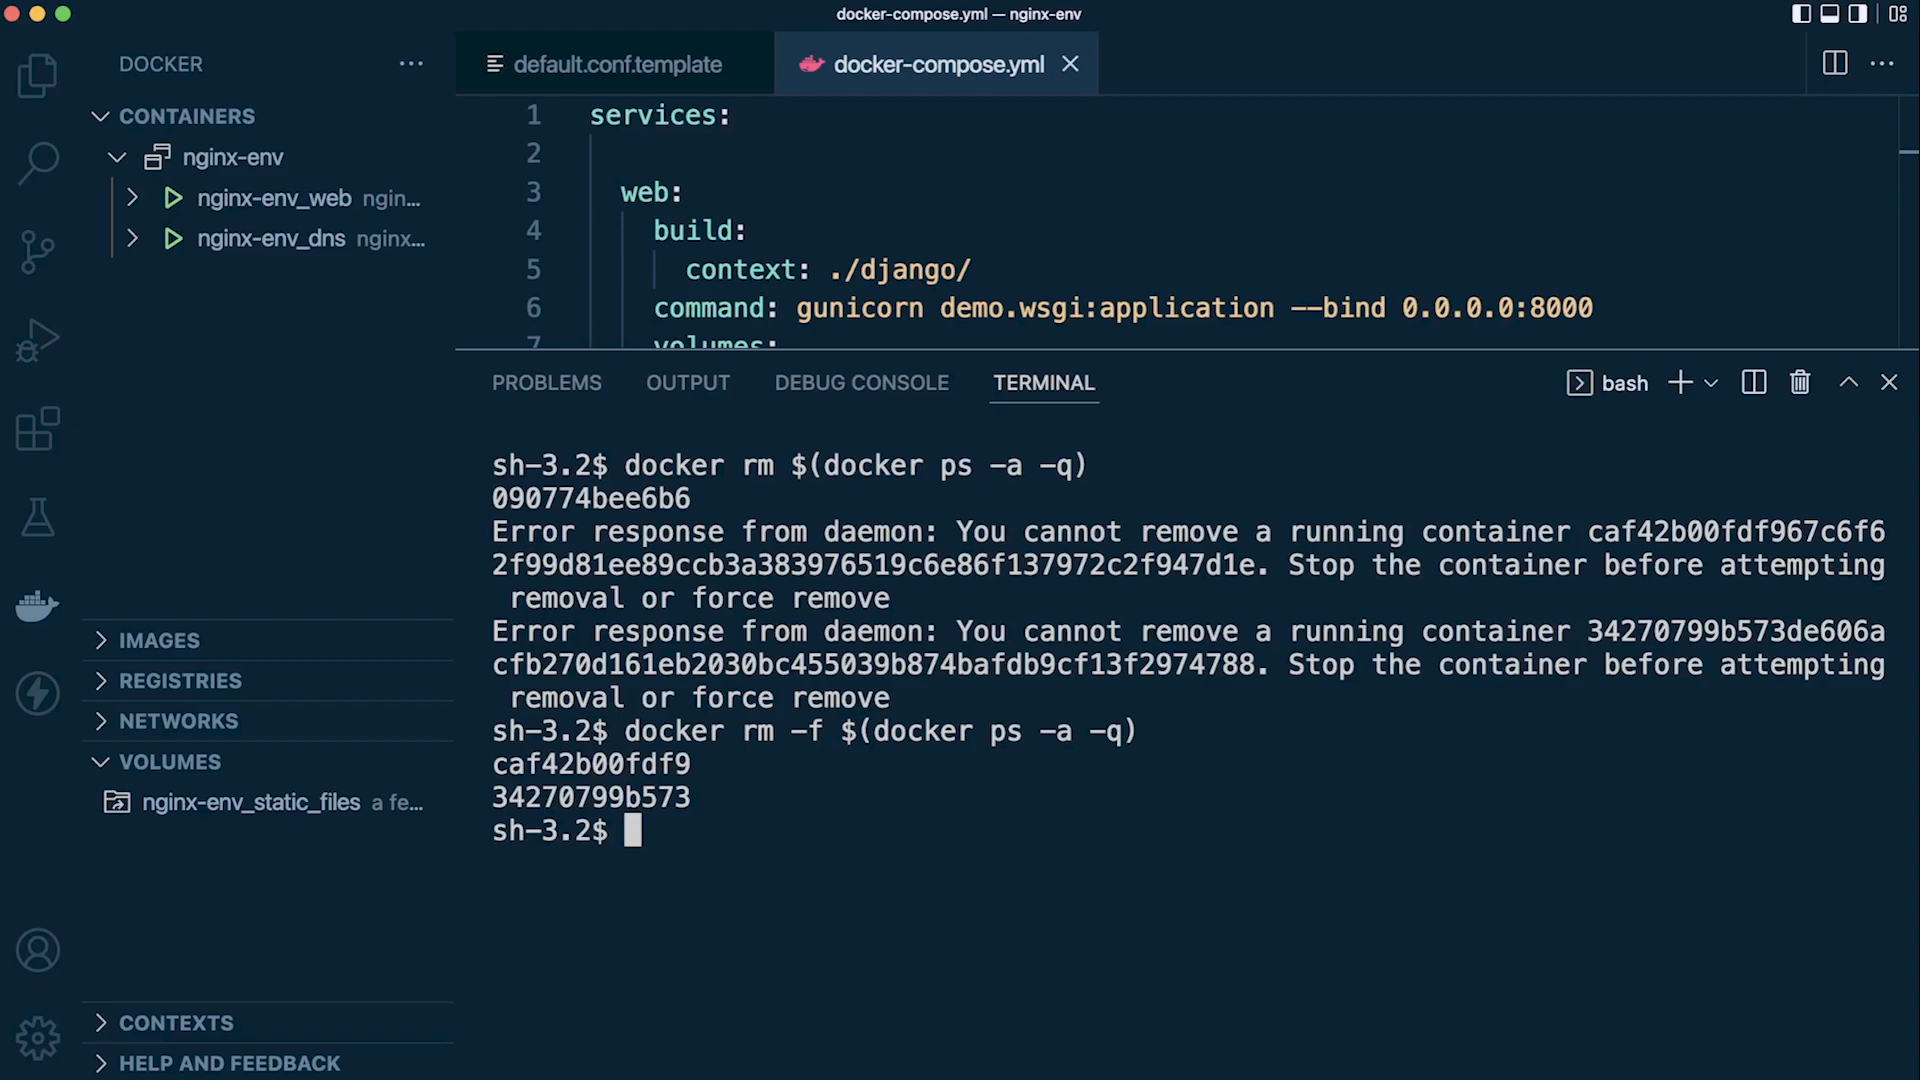 docker-compose.yml — nginx-env
DOCKER
default.conf.template
docker-compose.yml
CONTAINERS
nginx-env
nginx-env_web ngin...
nginx-env_dns nginx...
1 services:
2
3 web:
4 build:
5 context: ./django/
6 command: gunicorn demo.wsgi:application --bind 0.0.0.0:8000
7 volumes:
PROBLEMS OUTPUT DEBUG CONSOLE TERMINAL bash
sh-3.2$ docker rm $(docker ps -a -q)
090774bee6b6
Error response from daemon: You cannot remove a running container caf42b00fdf967c6f6
2f99d81ee89ccb3a383976519c6e86f137972c2f947d1e. Stop the container before attempting
removal or force remove
Error response from daemon: You cannot remove a running container 34270799b573de606a
cfb270d161eb2030bc455039b874bafdb9cf13f2974788. Stop the container before attempting
removal or force remove
sh-3.2$ docker rm -f $(docker ps -a -q)
caf42b00fdf9
34270799b573
sh-3.2$
IMAGES
REGISTRIES
NETWORKS
VOLUMES
nginx-env_static_files a fe...
CONTEXTS
HELP AND FEEDBACK